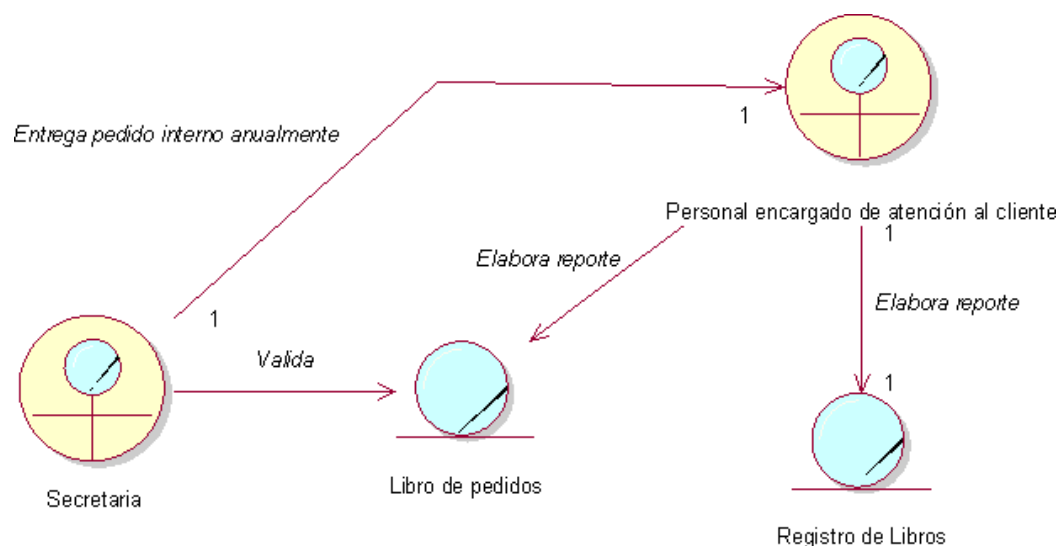 Entrega pedido interno anualmente
1
Personal encargado de atención al cliente
1
Elabora reporte
Elabora reporte
1
Valida
1
Secretaria
Libro de pedidos
Registro de Libros